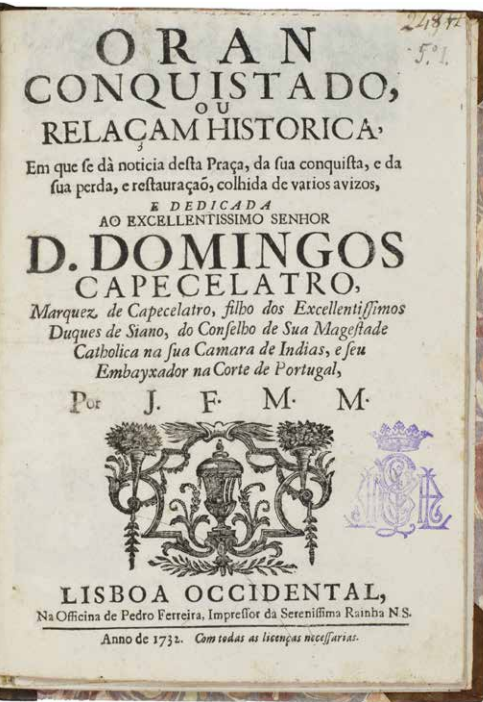 O R A N
CONQUISTADO,
OU
RELAÇAM HISTORICA,
Em que ſe dà noticia deſta Praça, da ſua conquiſta, e da
ſua perda, e reſtauraçaõ, colhida de varios avizos,
E DEDICADA
AO EXCELLENTISSIMO SENHOR
D. DOMINGOS
CAPECELATRO,
Marquez de Capecelatro, filho dos Excellentiſſimos
Duques de Siano, do Conſelho de Sua Mageſtade
Catholica na ſua Camara de Indias, e ſeu
Embayxador na Corte de Portugal,
Por J. F. M. M.
LISBOA OCCIDENTAL,
Na Officina de Pedro Ferreira, Impreſſor da Sereniſſima Rainha N.S.
Anno de 1732. Com todas as licenças neceſſarias.